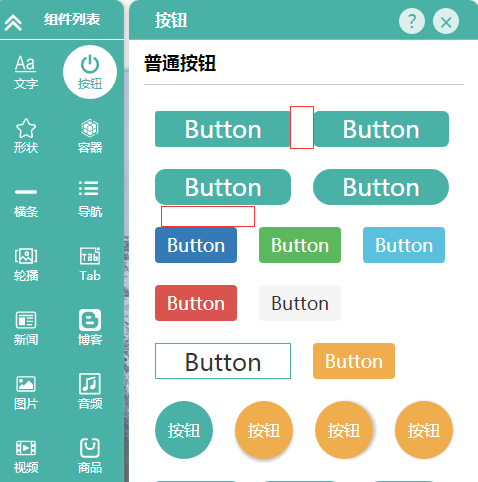 组件列表
文字
按钮
形状
容器
横条
导航
轮播
Tab
Tab
新闻
博客
图片
音频
视频
商品
按钮
?
普通按钮
Button
Button
Button
Button
Button
Button
Button
Button
Button
Button
Button
按钮
按钮
按钮
按钮